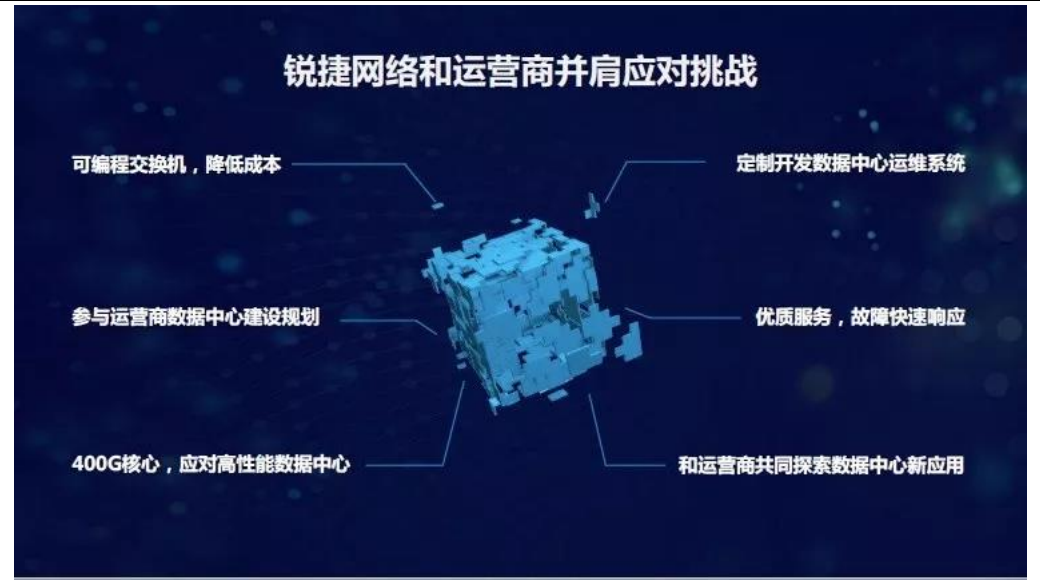 锐捷网络和运营商并肩应对挑战
可编程交换机，降低成本
定制开发数据中心运维系统
参与运营商数据中心建设规划
优质服务，故障快速响应
400G核心，应对高性能数据中心
和运营商共同探索数据中心新应用